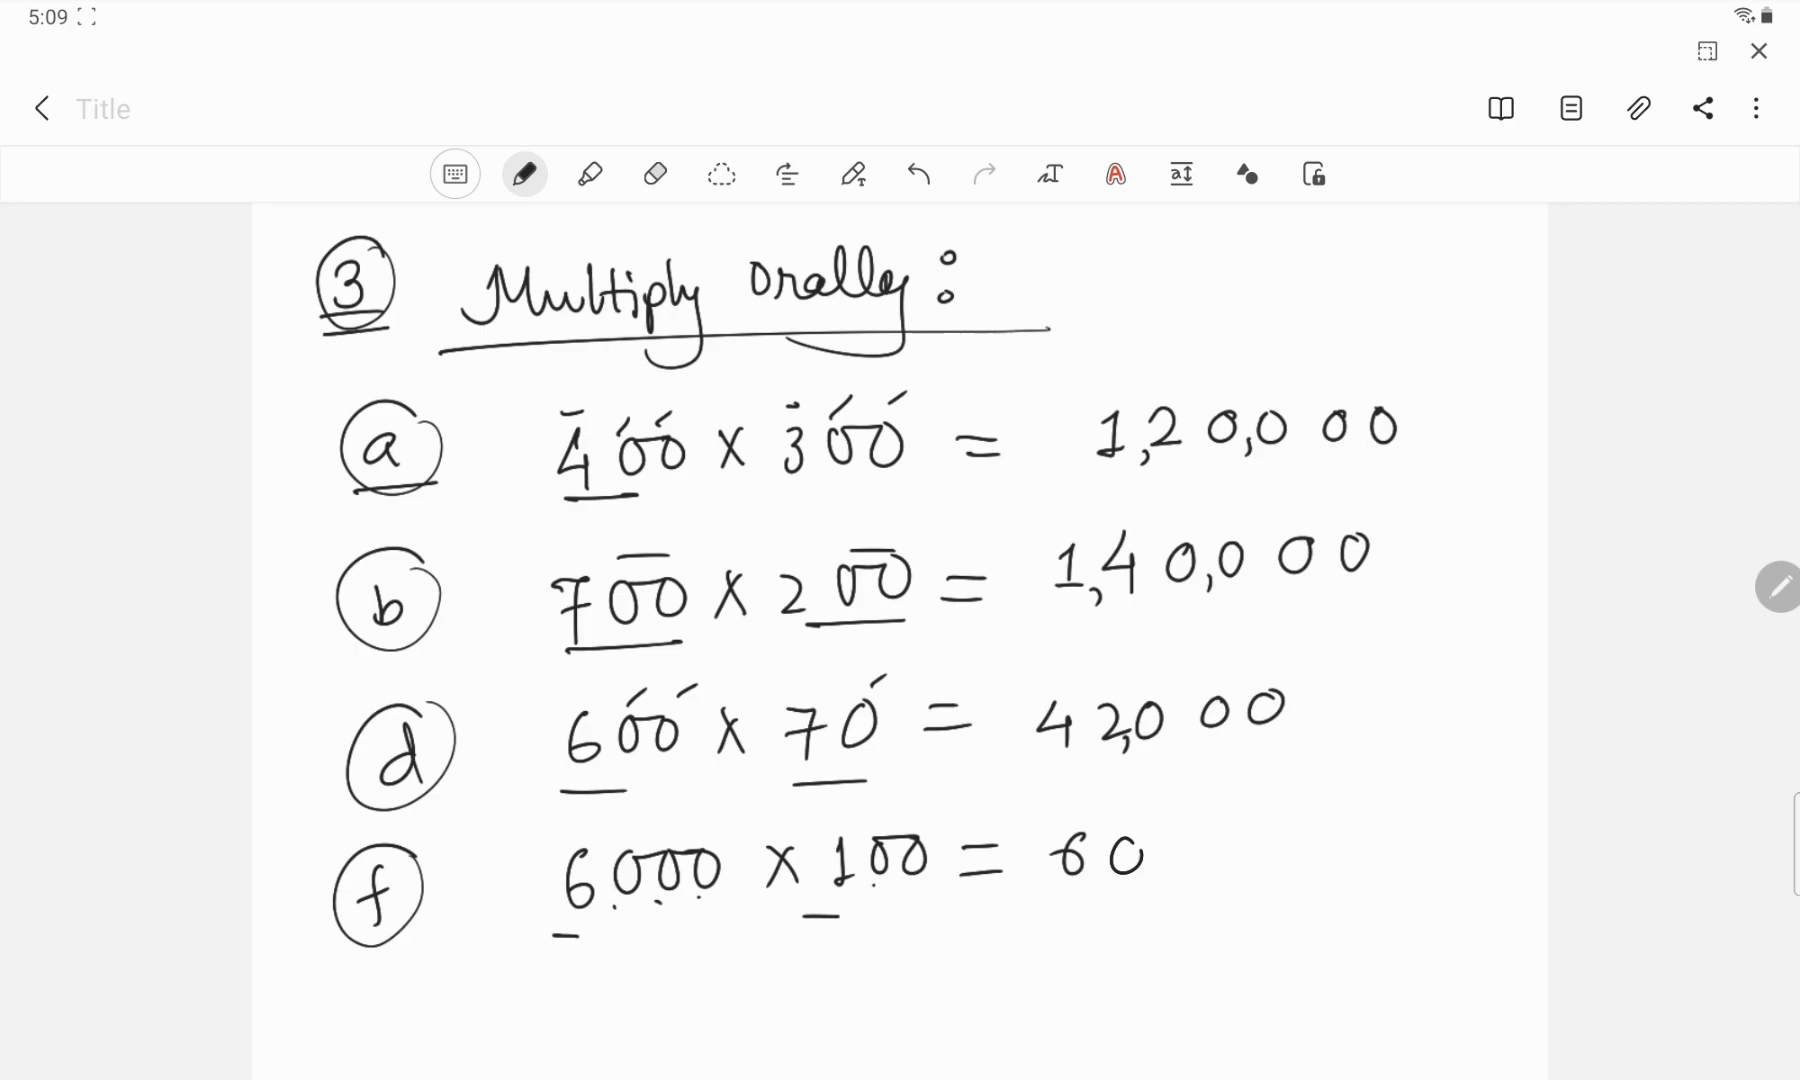 5:09
Title
3 Multiply orally:
a 400 x 300 = 1,20,000
b 700 x 200 = 1,40,000
d 600 x 70 = 42,000
f 6000 x 100 = 60